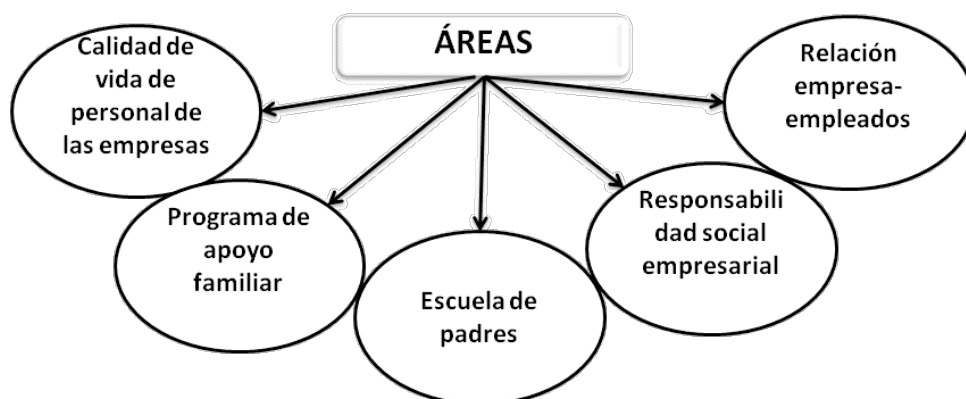 ÁREAS
Calidad de
vida de
personal de
las empresas
Programa de
apoyo
familiar
Escuela de
padres
Responsabili
dad social
empresarial
Relación
empresa-
empleados